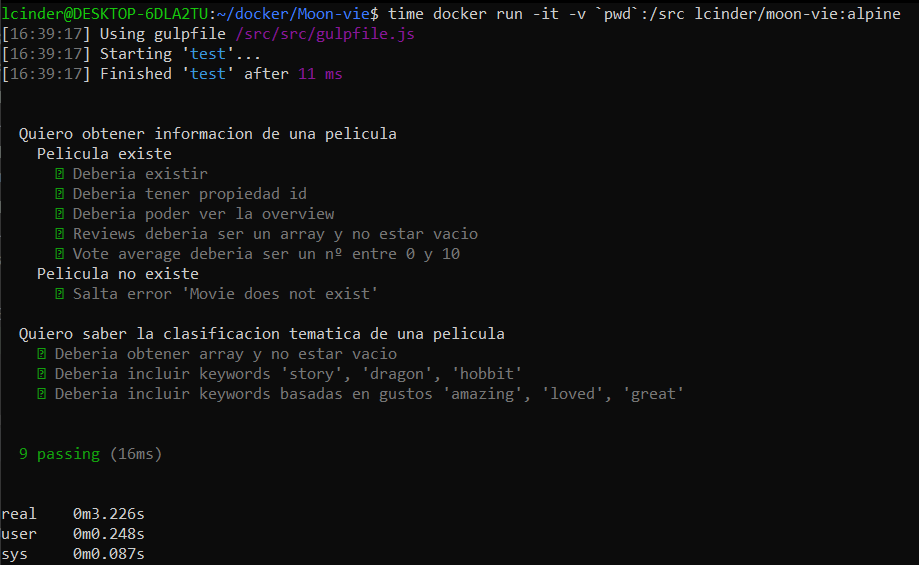 lcinder@DESKTOP-6DLA2TU:~/docker/Moon-vie$ time docker run -it -v `pwd`:/src lcinder/moon-vie:alpine
[16:39:17] Using gulpfile /src/src/gulpfile.js
[16:39:17] Starting 'test'...
[16:39:17] Finished 'test' after 11 ms
Quiero obtener informacion de una pelicula
Pelicula existe
⍰ Deberia existir
⍰ Deberia tener propiedad id
⍰ Deberia poder ver la overview
⍰ Reviews deberia ser un array y no estar vacio
⍰ Vote average deberia ser un nº entre 0 y 10
Pelicula no existe
⍰ Salta error 'Movie does not exist'
Quiero saber la clasificacion tematica de una pelicula
⍰ Deberia obtener array y no estar vacio
⍰ Deberia incluir keywords 'story', 'dragon', 'hobbit'
⍰ Deberia incluir keywords basadas en gustos 'amazing', 'loved', 'great'
9 passing (16ms)
real 0m3.226s
user 0m0.248s
sys 0m0.087s